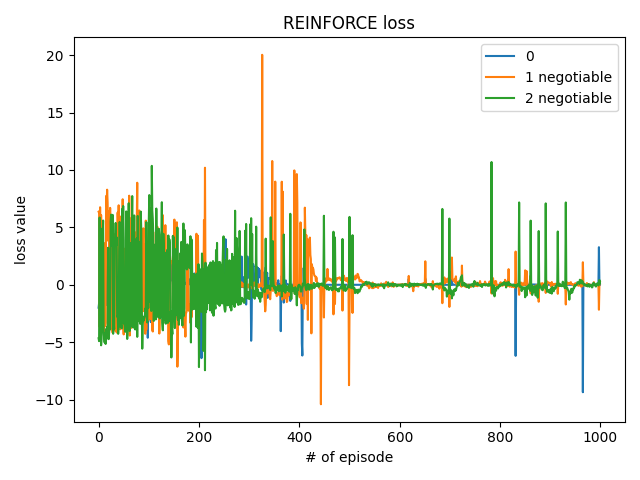 REINFORCE loss
0
1 negotiable
2 negotiable
loss value
20
15
10
5
0
−5
−10
0 200 400 600 800 1000
# of episode